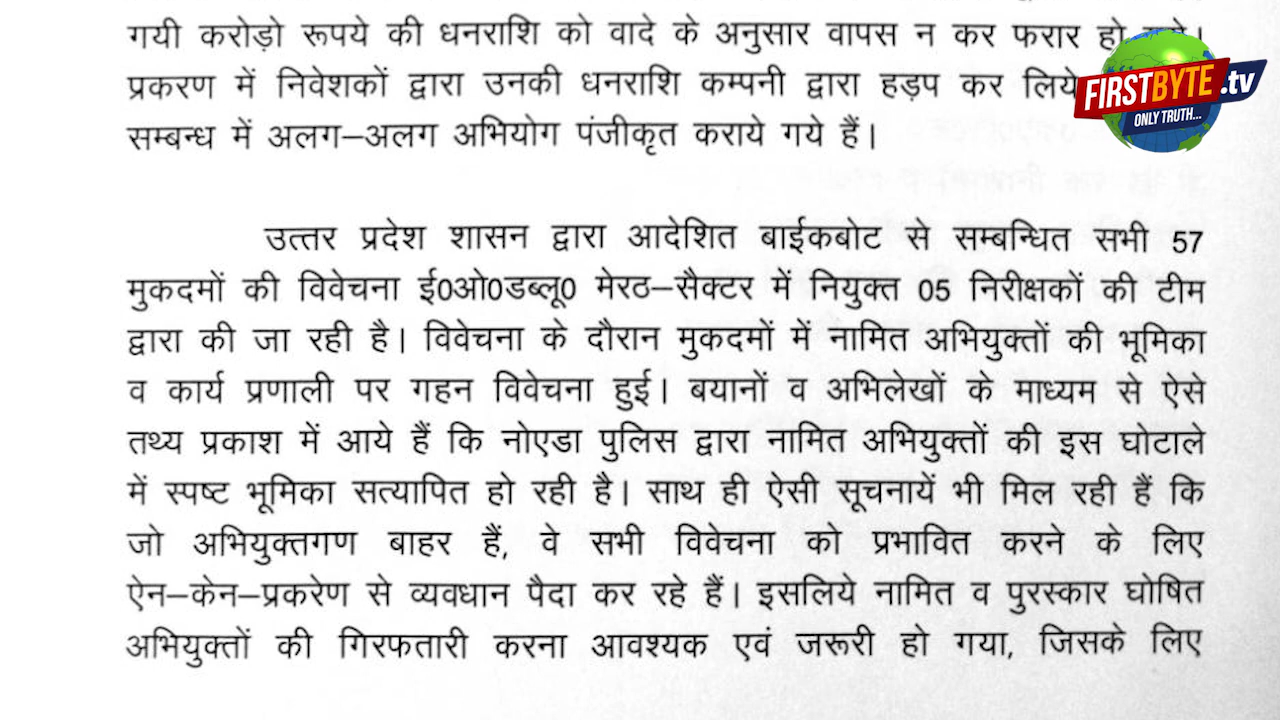 गयी करोड़ो रूपये की धनराशि को वादे के अनुसार वापस न कर फरार हो
प्रकरण में निवेशकों द्वारा उनकी धनराशि कम्पनी द्वारा हड़प कर लिये
सम्बन्ध में अलग–अलग अभियोग पंजीकृत कराये गये हैं।
FIRSTBYTE.tv
ONLY TRUTH...
उत्तर प्रदेश शासन द्वारा आदेशित बाईकबोट से सम्बन्धित सभी 57
मुकदमों की विवेचना ई0ओ0डब्लू0 मेरठ–सैक्टर में नियुक्त 05 निरीक्षकों की टीम
द्वारा की जा रही है। विवेचना के दौरान मुकदमों में नामित अभियुक्तों की भूमिका
व कार्य प्रणाली पर गहन विवेचना हुई। बयानों व अभिलेखों के माध्यम से ऐसे
तथ्य प्रकाश में आये हैं कि नोएडा पुलिस द्वारा नामित अभियुक्तों की इस घोटाले
में स्पष्ट भूमिका सत्यापित हो रही है। साथ ही ऐसी सूचनायें भी मिल रही हैं कि
जो अभियुक्तगण बाहर हैं, वे सभी विवेचना को प्रभावित करने के लिए
ऐन–केन–प्रकरेण से व्यवधान पैदा कर रहे हैं। इसलिये नामित व पुरस्कार घोषित
अभियुक्तों की गिरफतारी करना आवश्यक एवं जरूरी हो गया, जिसके लिए